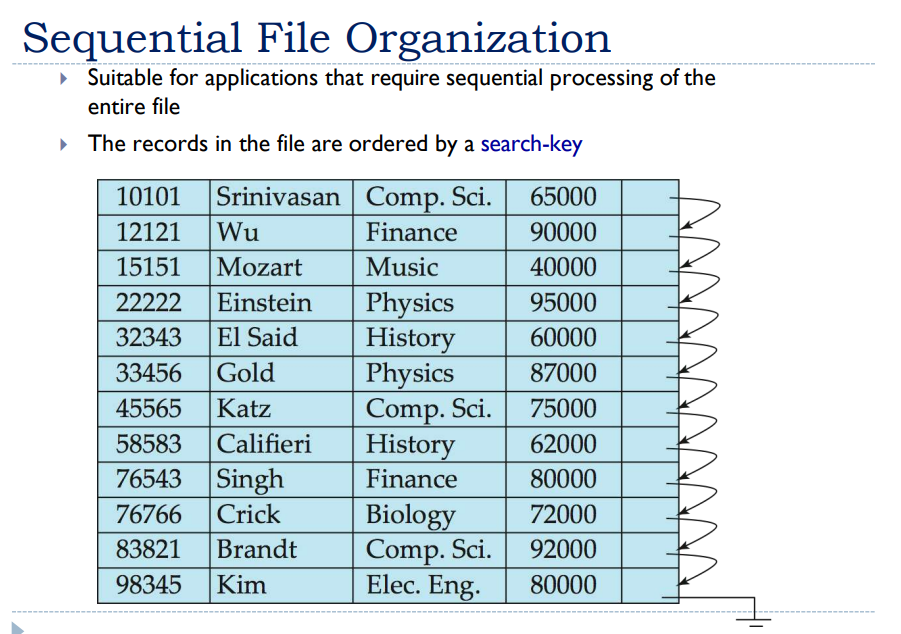 Sequential File Organization
Suitable for applications that require sequential processing of the
entire file
The records in the file are ordered by a search-key
10101 Srinivasan Comp. Sci. 65000
12121 Wu Finance 90000
15151 Mozart Music 40000
22222 Einstein Physics 95000
32343 El Said History 60000
33456 Gold Physics 87000
45565 Katz Comp. Sci. 75000
58583 Califieri History 62000
76543 Singh Finance 80000
76766 Crick Biology 72000
83821 Brandt Comp. Sci. 92000
98345 Kim Elec. Eng. 80000